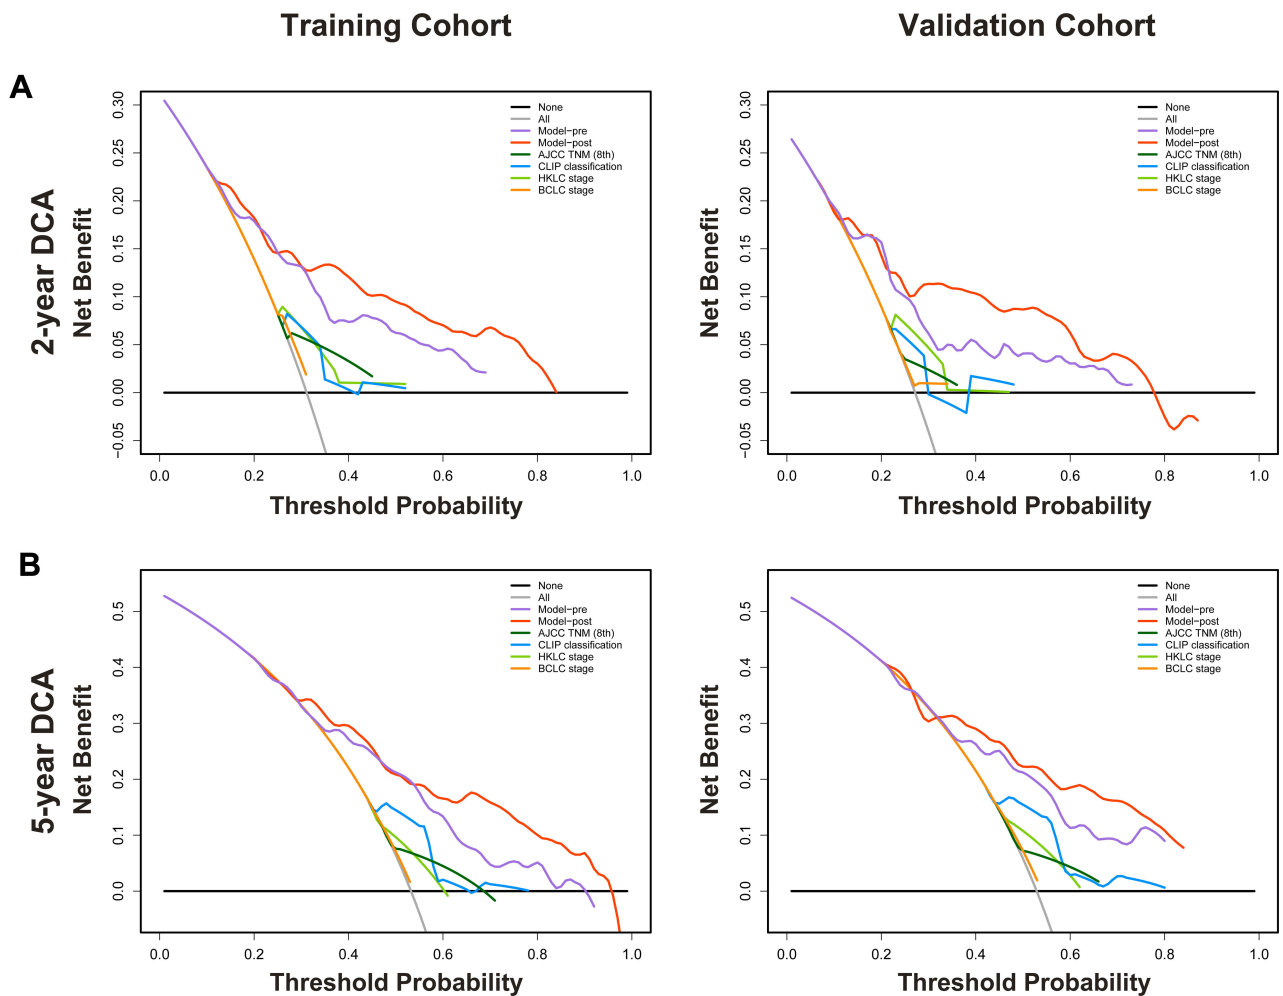 Training Cohort
Validation Cohort
A
2-year DCA
Net Benefit
0.30
0.25
0.20
0.15
0.10
0.05
0.00
−0.05
None
All
Model−pre
Model−post
AJCC TNM (8th)
CLIP classification
HKLC stage
BCLC stage
0.0 0.2 0.4 0.6 0.8 1.0
Threshold Probability
Net Benefit
0.30
0.25
0.20
0.15
0.10
0.05
0.00
−0.05
None
All
Model−pre
Model−post
AJCC TNM (8th)
CLIP classification
HKLC stage
BCLC stage
0.0 0.2 0.4 0.6 0.8 1.0
Threshold Probability
B
5-year DCA
Net Benefit
0.5
0.4
0.3
0.2
0.1
0.0
None
All
Model−pre
Model−post
AJCC TNM (8th)
CLIP classification
HKLC stage
BCLC stage
0.0 0.2 0.4 0.6 0.8 1.0
Threshold Probability
Net Benefit
0.5
0.4
0.3
0.2
0.1
0.0
None
All
Model−pre
Model−post
AJCC TNM (8th)
CLIP classification
HKLC stage
BCLC stage
0.0 0.2 0.4 0.6 0.8 1.0
Threshold Probability